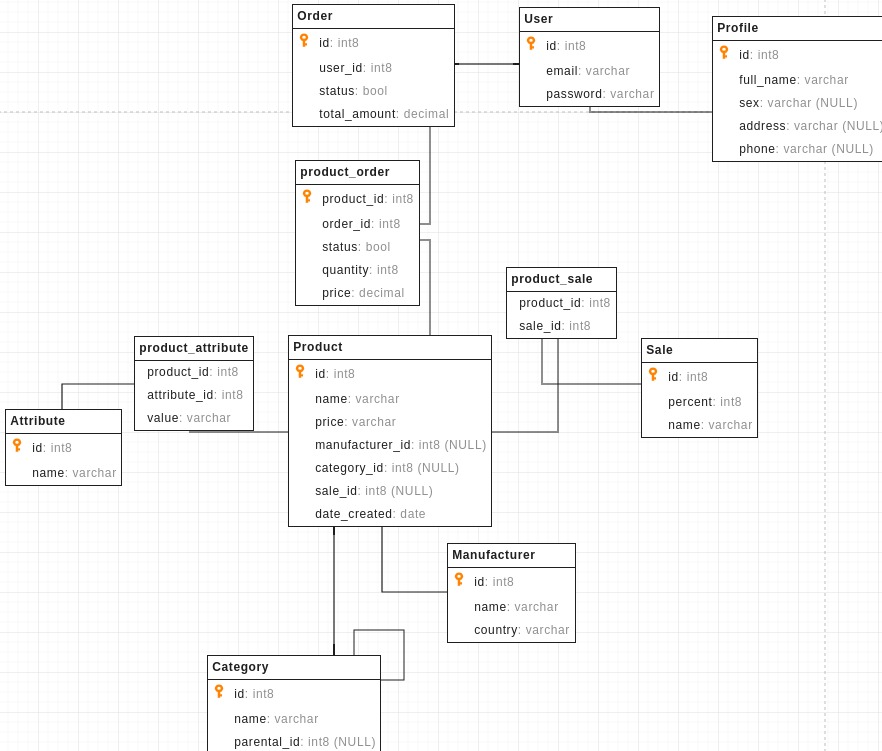 Order
id: int8
user_id: int8
status: bool
total_amount: decimal
User
id: int8
email: varchar
password: varchar
Profile
id: int8
full_name: varchar
sex: varchar (NULL)
address: varchar (NULL)
phone: varchar (NULL)
product_order
product_id: int8
order_id: int8
status: bool
quantity: int8
price: decimal
product_sale
product_id: int8
sale_id: int8
product_attribute
product_id: int8
attribute_id: int8
value: varchar
Product
id: int8
name: varchar
price: varchar
manufacturer_id: int8 (NULL)
category_id: int8 (NULL)
sale_id: int8 (NULL)
date_created: date
Sale
id: int8
percent: int8
name: varchar
Attribute
id: int8
name: varchar
Manufacturer
id: int8
name: varchar
country: varchar
Category
id: int8
name: varchar
parental_id: int8 (NULL)